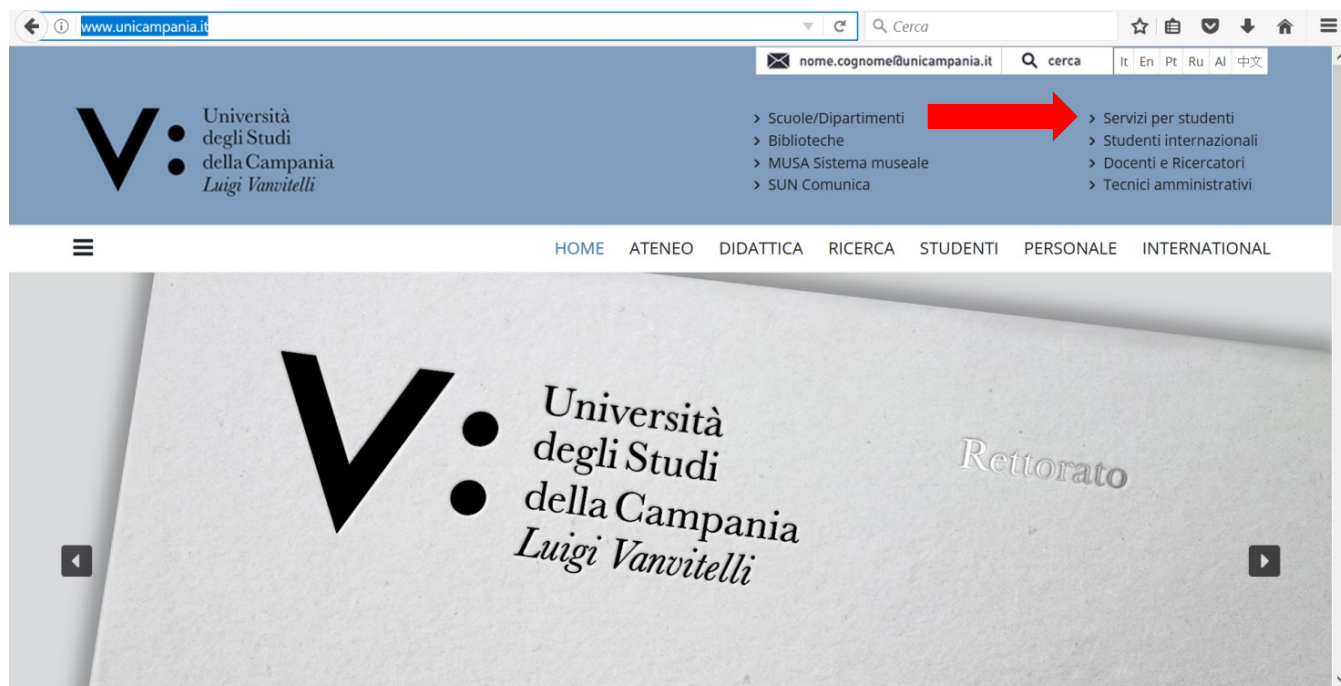 www.unicampania.it
Cerca
nome.cognome@unicampania.it
cerca
It En Pt Ru Al 中文
Università
degli Studi
della Campania
Luigi Vanvitelli
> Scuole/Dipartimenti
> Biblioteche
> MUSA Sistema museale
> SUN Comunica
> Servizi per studenti
> Studenti internazionali
> Docenti e Ricercatori
> Tecnici amministrativi
HOME ATENEO DIDATTICA RICERCA STUDENTI PERSONALE INTERNATIONAL
V:
Università
degli Studi
della Campania
Luigi Vanvitelli
Rettorato